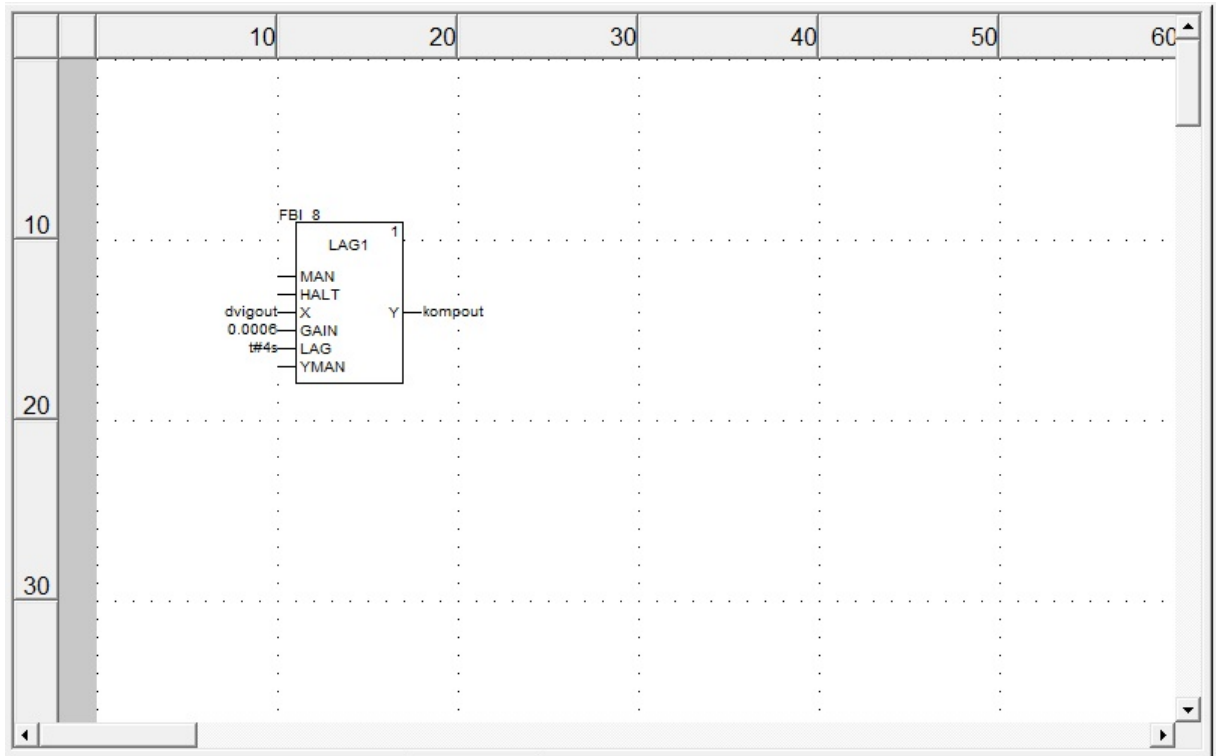 10 20 30 40 50 60
10
FBI_8
1
LAG1
MAN
HALT
dvigout X Y kompout
0.0006 GAIN
t#4s LAG
YMAN
20
30